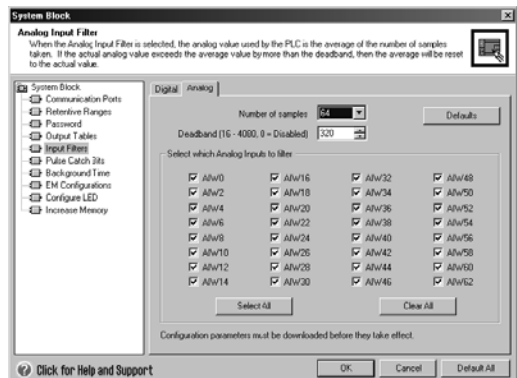 System Block
Analog Input Filter
When the Analog Input Filter is selected, the analog value used by the PLC is the average of the number of samples
taken. If the actual analog value exceeds the average value by more than the deadband, then the average will be reset
to the actual value.
System Block
Communication Ports
Retentive Ranges
Password
Output Tables
Input Filters
Pulse Catch Bits
Background Time
EM Configurations
Configure LED
Increase Memory
Digital Analog
Number of samples 64 Defaults
Deadband (16 - 4080, 0 = Disabled) 320
Select which Analog Inputs to filter
AIW0 AIW16 AIW32 AIW48
AIW2 AIW18 AIW34 AIW50
AIW4 AIW20 AIW36 AIW52
AIW6 AIW22 AIW38 AIW54
AIW8 AIW24 AIW40 AIW56
AIW10 AIW26 AIW42 AIW58
AIW12 AIW28 AIW44 AIW60
AIW14 AIW30 AIW46 AIW62
Select All Clear All
Configuration parameters must be downloaded before they take effect.
Click for Help and Support OK Cancel Default All